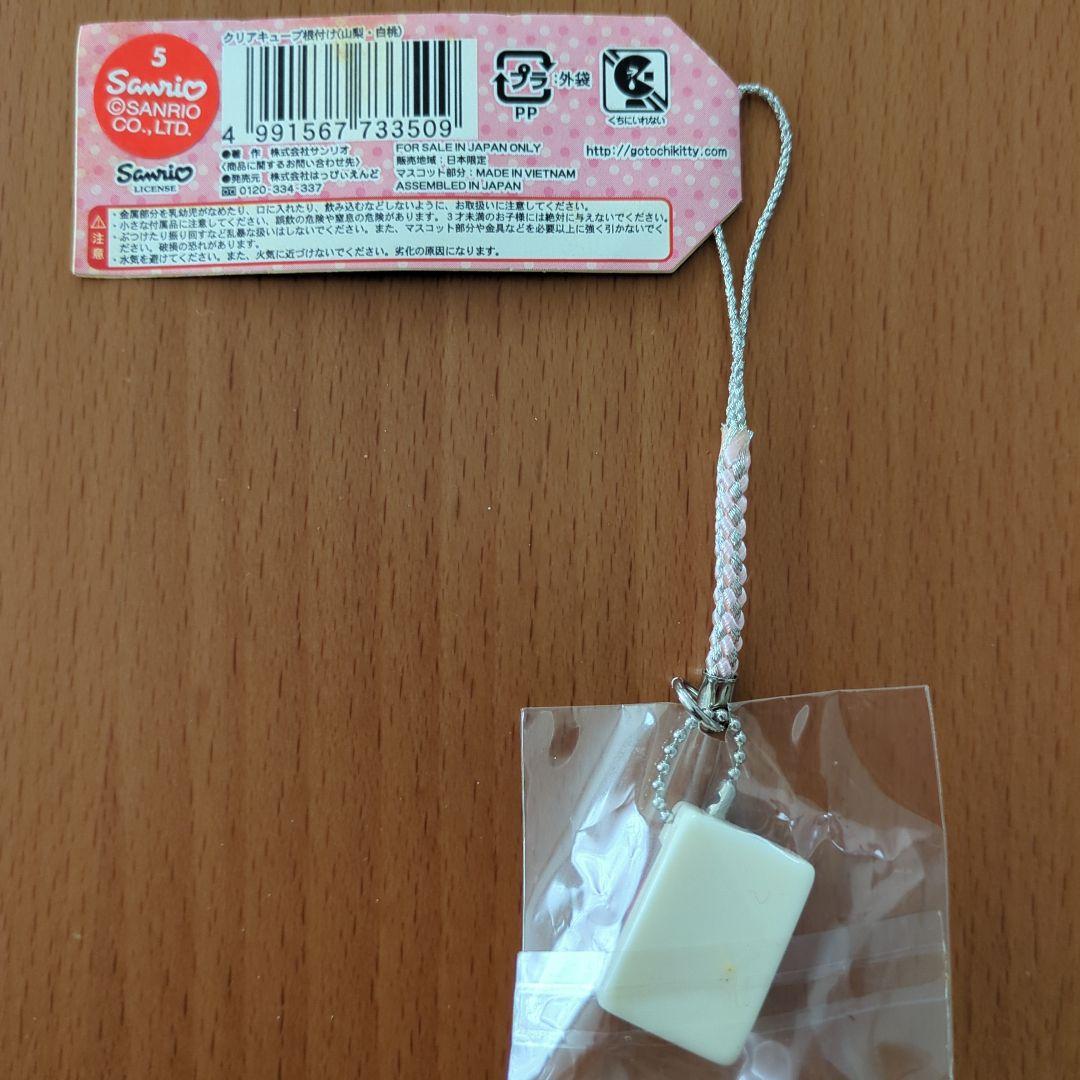 5
Sanrio
©SANRIO
CO., LTD.
Sanrio
LICENSE
クリアキューブ根付け(山梨・白桃)
4 991567 733509
●著 作 株式会社サンリオ
〈商品に関するお問い合わせ先〉
●発売元 株式会社はっぴぃえんど
0120-334-337
プラ:外袋
PP
くちにいれない
FOR SALE IN JAPAN ONLY
販売地域:日本限定
マスコット部分:MADE IN VIETNAM
ASSEMBLED IN JAPAN
http://gotochikitty.com
注意
・金属部分を乳幼児がなめたり、口に入れたり、飲み込むなどしないように、お取扱いに注意してください。
・小さな付属品に注意してください、誤飲の危険や窒息の危険があります。3才未満のお子様には絶対に与えないでください。
・ぶつけたり振り回すなど乱暴な扱いはしないでください。また、マスコット部分や金具などを必要以上に強く引かないで
ください。破損の恐れがあります。
・水気を避けてください。また、火気に近づけないでください。劣化の原因になります。